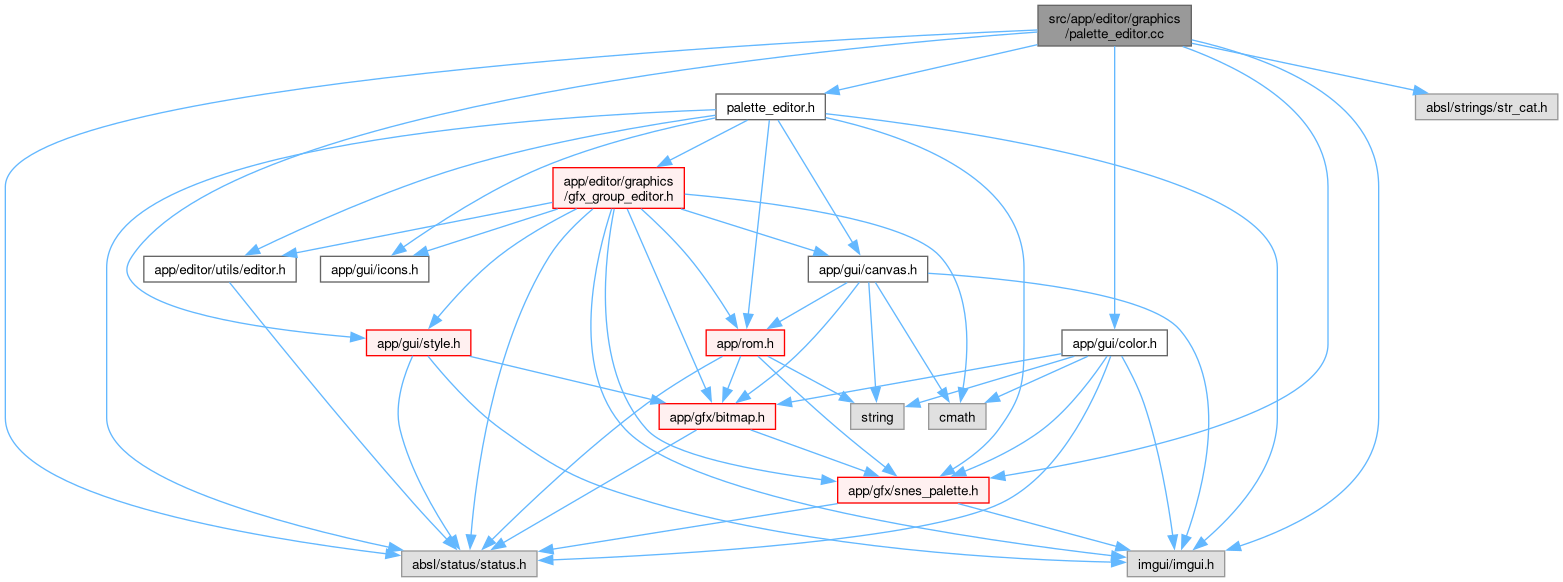 src/app/editor/graphics
/palette_editor.cc
palette_editor.h
absl/strings/str_cat.h
app/editor/graphics
/gfx_group_editor.h
app/editor/utils/editor.h
app/gui/icons.h
app/gui/canvas.h
app/gui/style.h
app/rom.h
app/gui/color.h
app/gfx/bitmap.h
string
cmath
app/gfx/snes_palette.h
absl/status/status.h
imgui/imgui.h